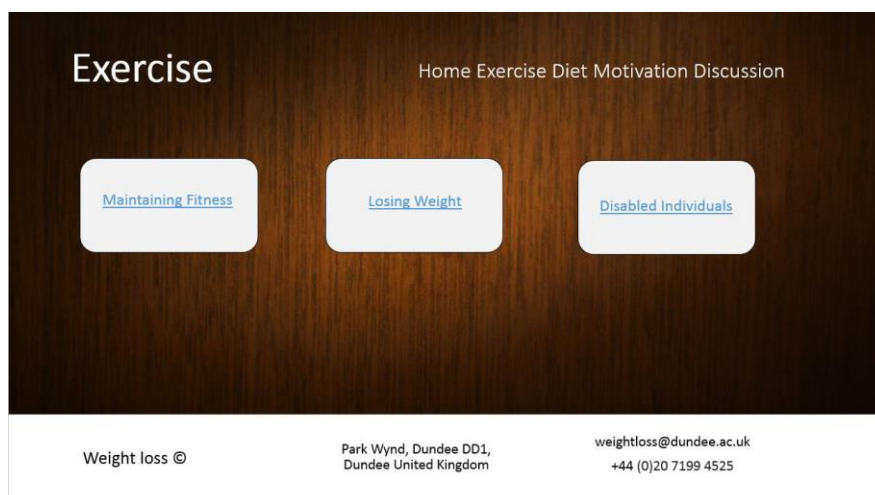 Exercise
Home Exercise Diet Motivation Discussion
Maintaining Fitness
Losing Weight
Disabled Individuals
Weight loss ©
Park Wynd, Dundee DD1,
Dundee United Kingdom
weightloss@dundee.ac.uk
+44 (0)20 7199 4525